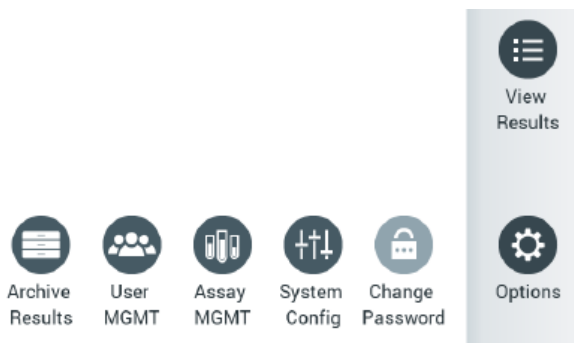 View
Results
Archive
Results
User
MGMT
Assay
MGMT
System
Config
Change
Password
Options